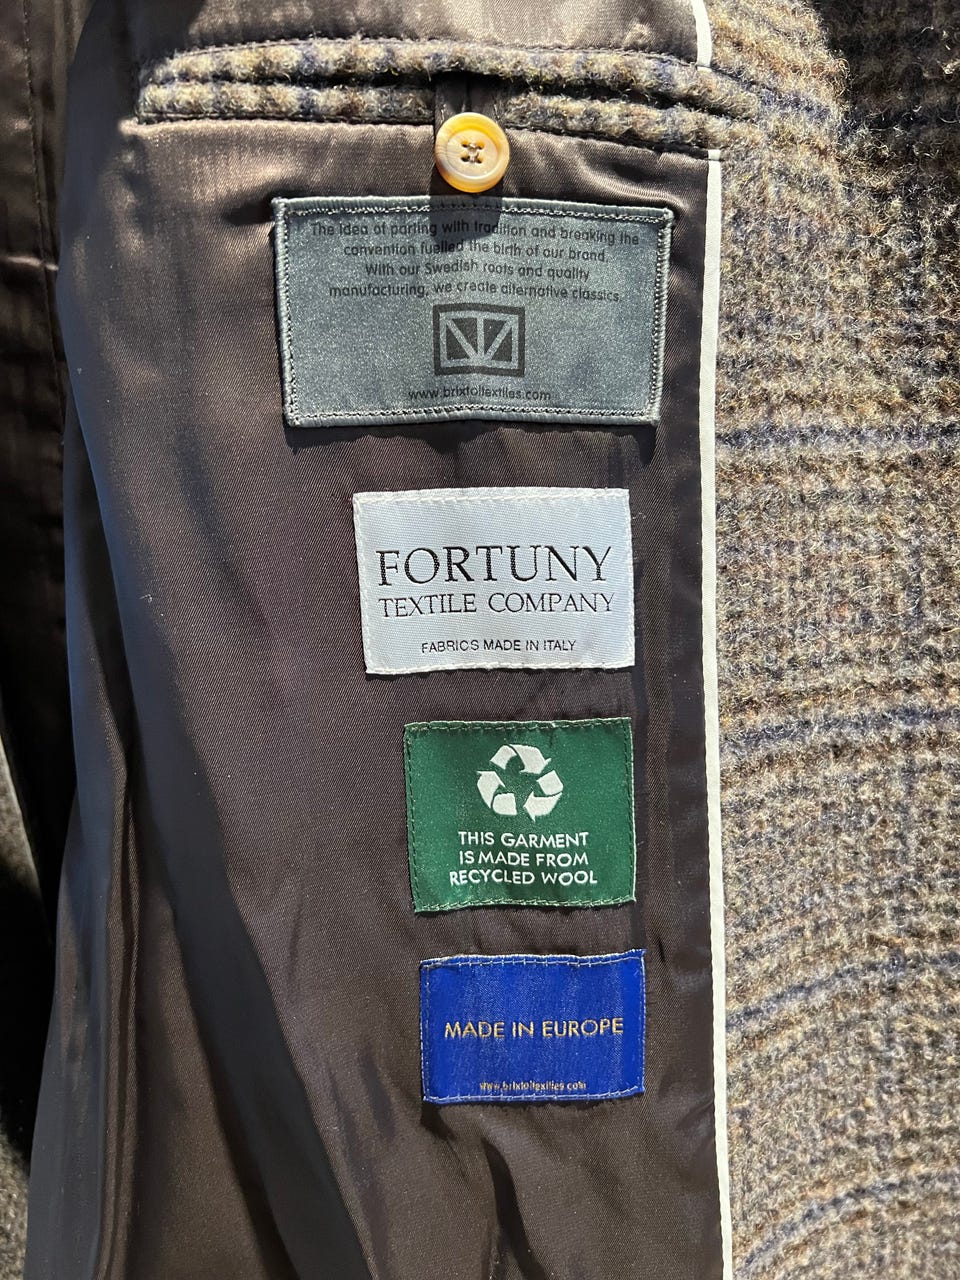 The idea of parting with tradition and breaking the
convention fuelled the birth of our brand.
With our Swedish roots and quality
manufacturing, we create alternative classics.
www.brixtoltextiles.com
FORTUNY
TEXTILE COMPANY
FABRICS MADE IN ITALY
THIS GARMENT
IS MADE FROM
RECYCLED WOOL
MADE IN EUROPE
www.brixtoltextiles.com